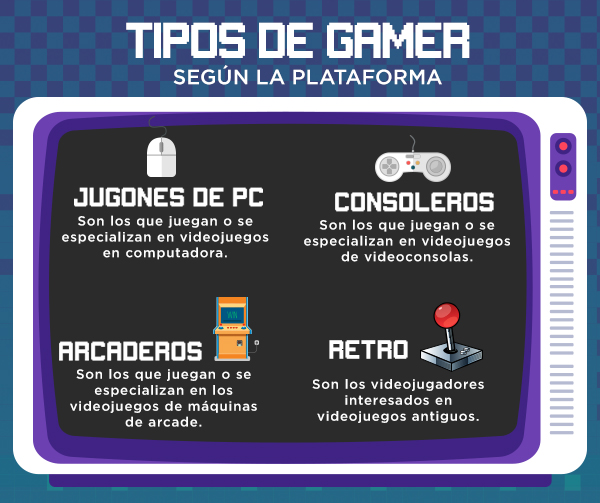 TIPOS DE GAMER
SEGÚN LA PLATAFORMA
JUGONES DE PC
Son los que juegan o se
especializan en videojuegos
en computadora.
CONSOLEROS
Son los que juegan o se
especializan en videojuegos
de videoconsolas.
WIN
ARCADEROS
Son los que juegan o se
especializan en los
videojuegos de máquinas
de arcade.
RETRO
Son los videojugadores
interesados en
videojuegos antiguos.